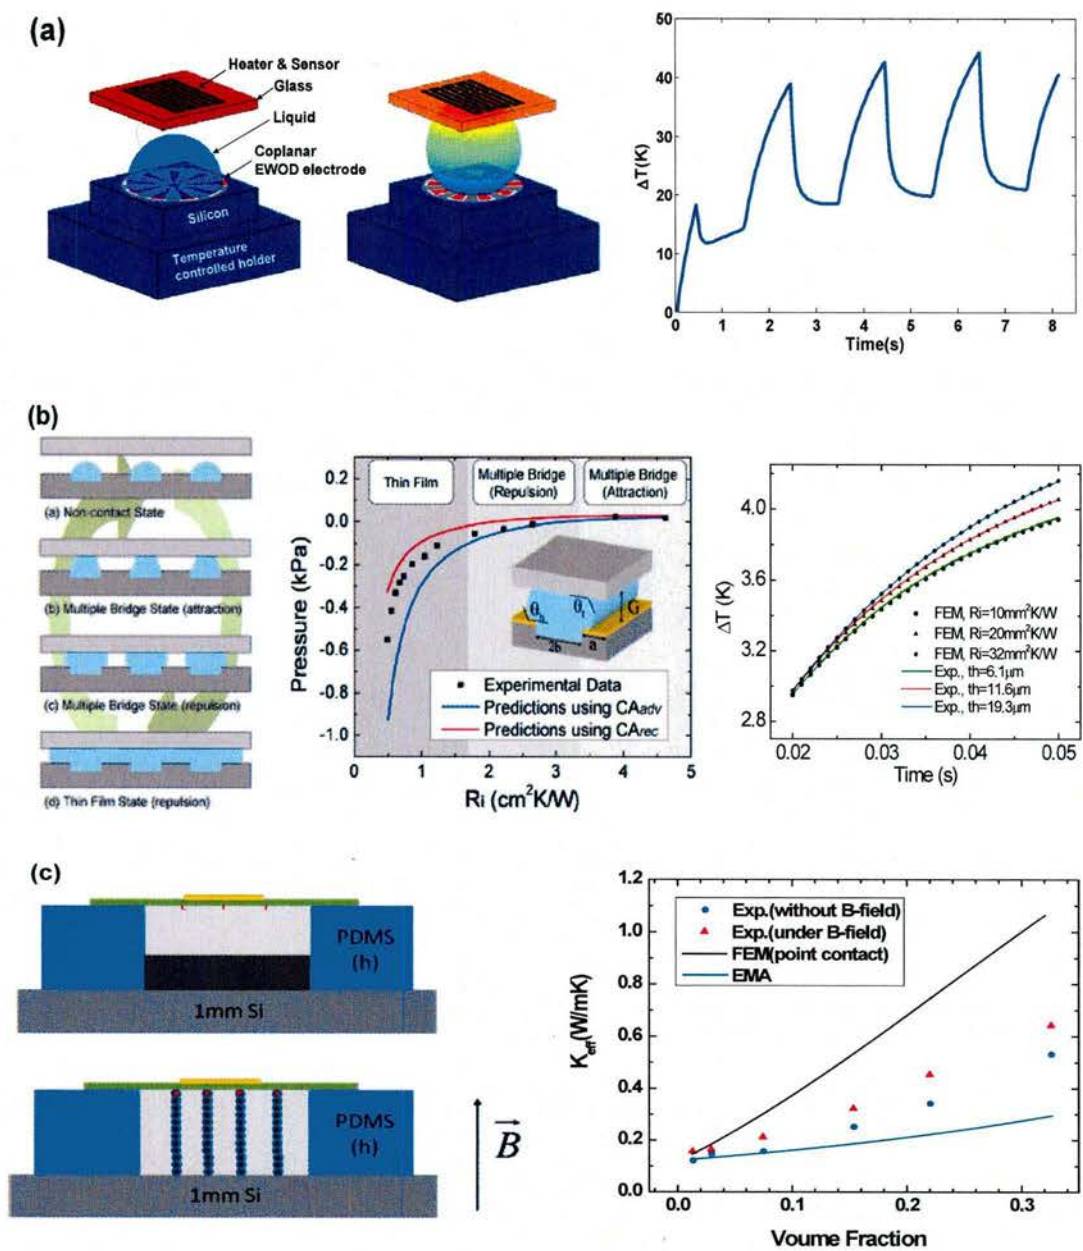 (a)
Heater & Sensor
Glass
Liquid
Coplanar
EWOD electrode
Silicon
Temperature
controlled holder
50
40
30
20
10
0
ΔT(K)
0 1 2 3 4 5 6 7 8
Time(s)
(b)
(a) Non-contact State
(b) Multiple Bridge State (attraction)
(c) Multiple Bridge State (repulsion)
(d) Thin Film State (repulsion)
Thin Film
Multiple Bridge
(Repulsion)
Multiple Bridge
(Attraction)
0.2
0.0
-0.2
-0.4
-0.6
-0.8
-1.0
Pressure (kPa)
θb θt G
2b a
Experimental Data
Predictions using CAadv
Predictions using CArec
0 1 2 3 4 5
Ri (cm²K/W)
4.0
3.6
3.2
2.8
ΔT (K)
FEM, Ri=10mm²K/W
FEM, Ri=20mm²K/W
FEM, Ri=32mm²K/W
Exp., th=6.1μm
Exp., th=11.6μm
Exp., th=19.3μm
0.02 0.03 0.04 0.05
Time (s)
(c)
PDMS
(h)
1mm Si
PDMS
(h)
1mm Si
B
1.2
1.0
0.8
0.6
0.4
0.2
0.0
Keff(W/mK)
Exp.(without B-field)
Exp.(under B-field)
FEM(point contact)
EMA
0.0 0.1 0.2 0.3
Voume Fraction